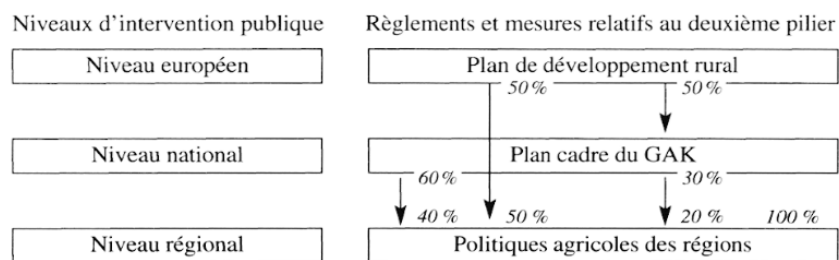 Niveaux d'intervention publique Règlements et mesures relatifs au deuxième pilier
Niveau européen Plan de développement rural
50 % 50 %
Niveau national Plan cadre du GAK
60 % 30 %
40 % 50 % 20 % 100 %
Niveau régional Politiques agricoles des régions